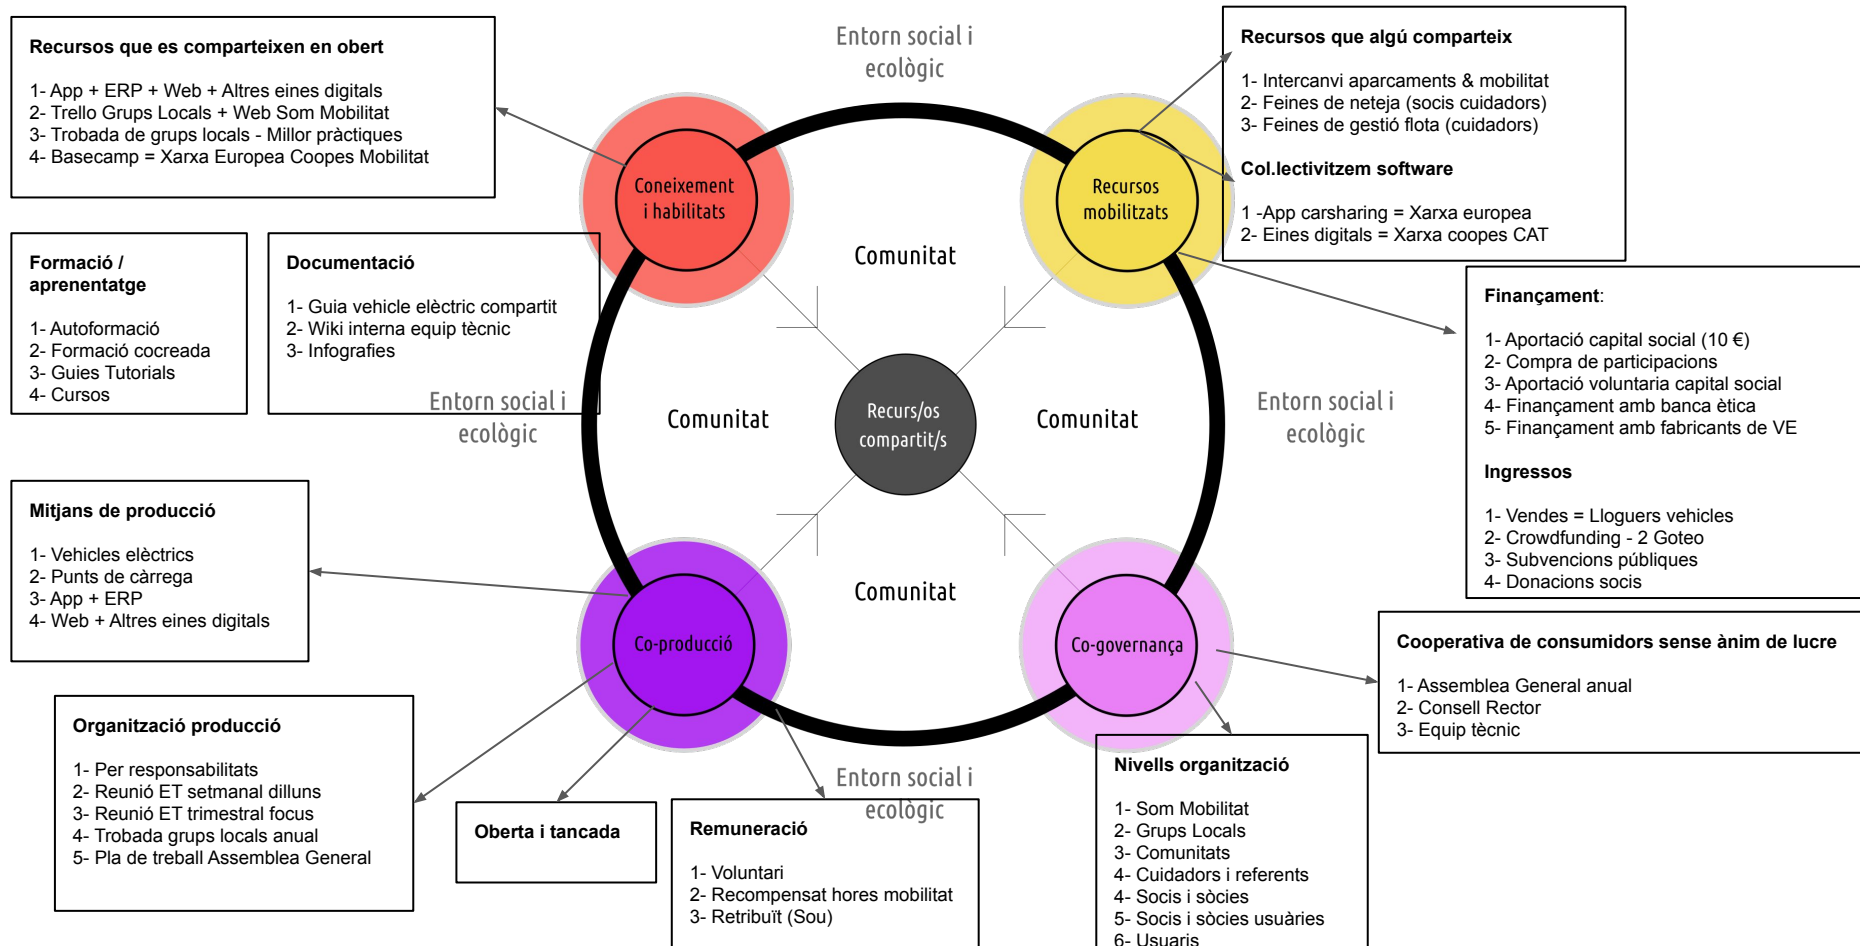 Recursos que es comparteixen en obert
1- App + ERP + Web + Altres eines digitals
2- Trello Grups Locals + Web Som Mobilitat
3- Trobada de grups locals - Millor pràctiques
4- Basecamp = Xarxa Europea Coopes Mobilitat
Entorn social i
ecològic
Recursos que algú comparteix
1- Intercanvi aparcaments & mobilitat
2- Feines de neteja (socis cuidadors)
3- Feines de gestió flota (cuidadors)
Col.lectivitzem software
1 -App carsharing = Xarxa europea
2- Eines digitals = Xarxa coopes CAT
Coneixement
i habilitats
Recursos
mobilitzats
Comunitat
Formació /
aprenentatge
1- Autoformació
2- Formació cocreada
3- Guies Tutorials
4- Cursos
Documentació
1- Guia vehicle elèctric compartit
2- Wiki interna equip tècnic
3- Infografies
Entorn social i
ecològic
Comunitat
Recurs/os
compartit/s
Comunitat
Entorn social i
ecològic
Finançament:
1- Aportació capital social (10 €)
2- Compra de participacions
3- Aportació voluntaria capital social
4- Finançament amb banca ètica
5- Finançament amb fabricants de VE
Ingressos
1- Vendes = Lloguers vehicles
2- Crowdfunding - 2 Goteo
3- Subvencions públiques
4- Donacions socis
Mitjans de producció
1- Vehicles elèctrics
2- Punts de càrrega
3- App + ERP
4- Web + Altres eines digitals
Comunitat
Co-producció
Co-governança
Cooperativa de consumidors sense ànim de lucre
1- Assemblea General anual
2- Consell Rector
3- Equip tècnic
Organització producció
1- Per responsabilitats
2- Reunió ET setmanal dilluns
3- Reunió ET trimestral focus
4- Trobada grups locals anual
5- Pla de treball Assemblea General
Oberta i tancada
Entorn social i
ecològic
Remuneració
1- Voluntari
2- Recompensat hores mobilitat
3- Retribuït (Sou)
Nivells organització
1- Som Mobilitat
2- Grups Locals
3- Comunitats
4- Cuidadors i referents
4- Socis i sòcies
5- Socis i sòcies usuàries
6- Usuaris